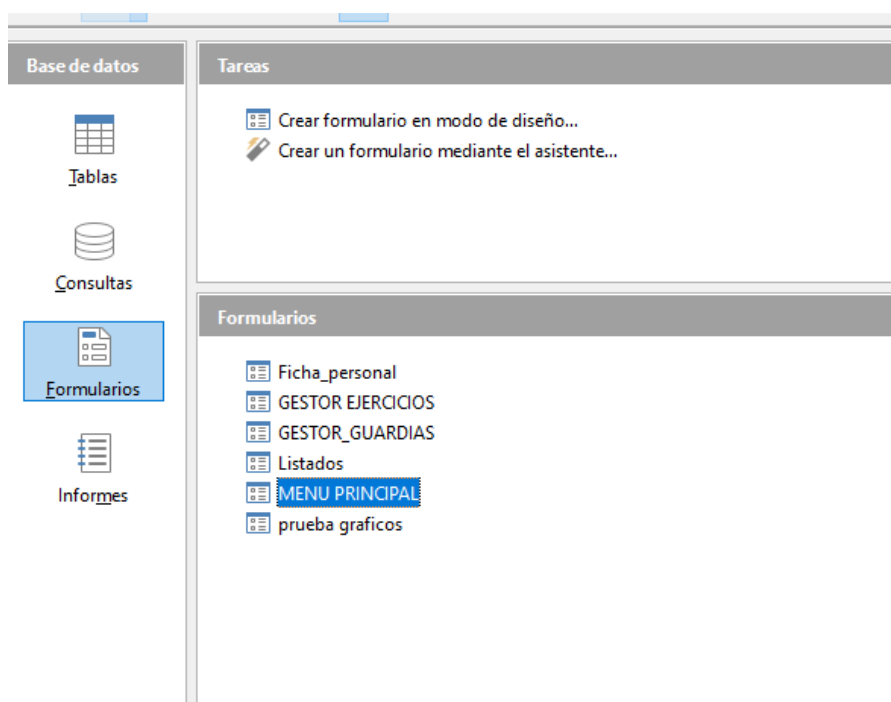 Base de datos
Tablas
Consultas
Formularios
Informes
Tareas
Crear formulario en modo de diseño...
Crear un formulario mediante el asistente...
Formularios
Ficha_personal
GESTOR EJERCICIOS
GESTOR_GUARDIAS
Listados
MENU PRINCIPAL
prueba graficos